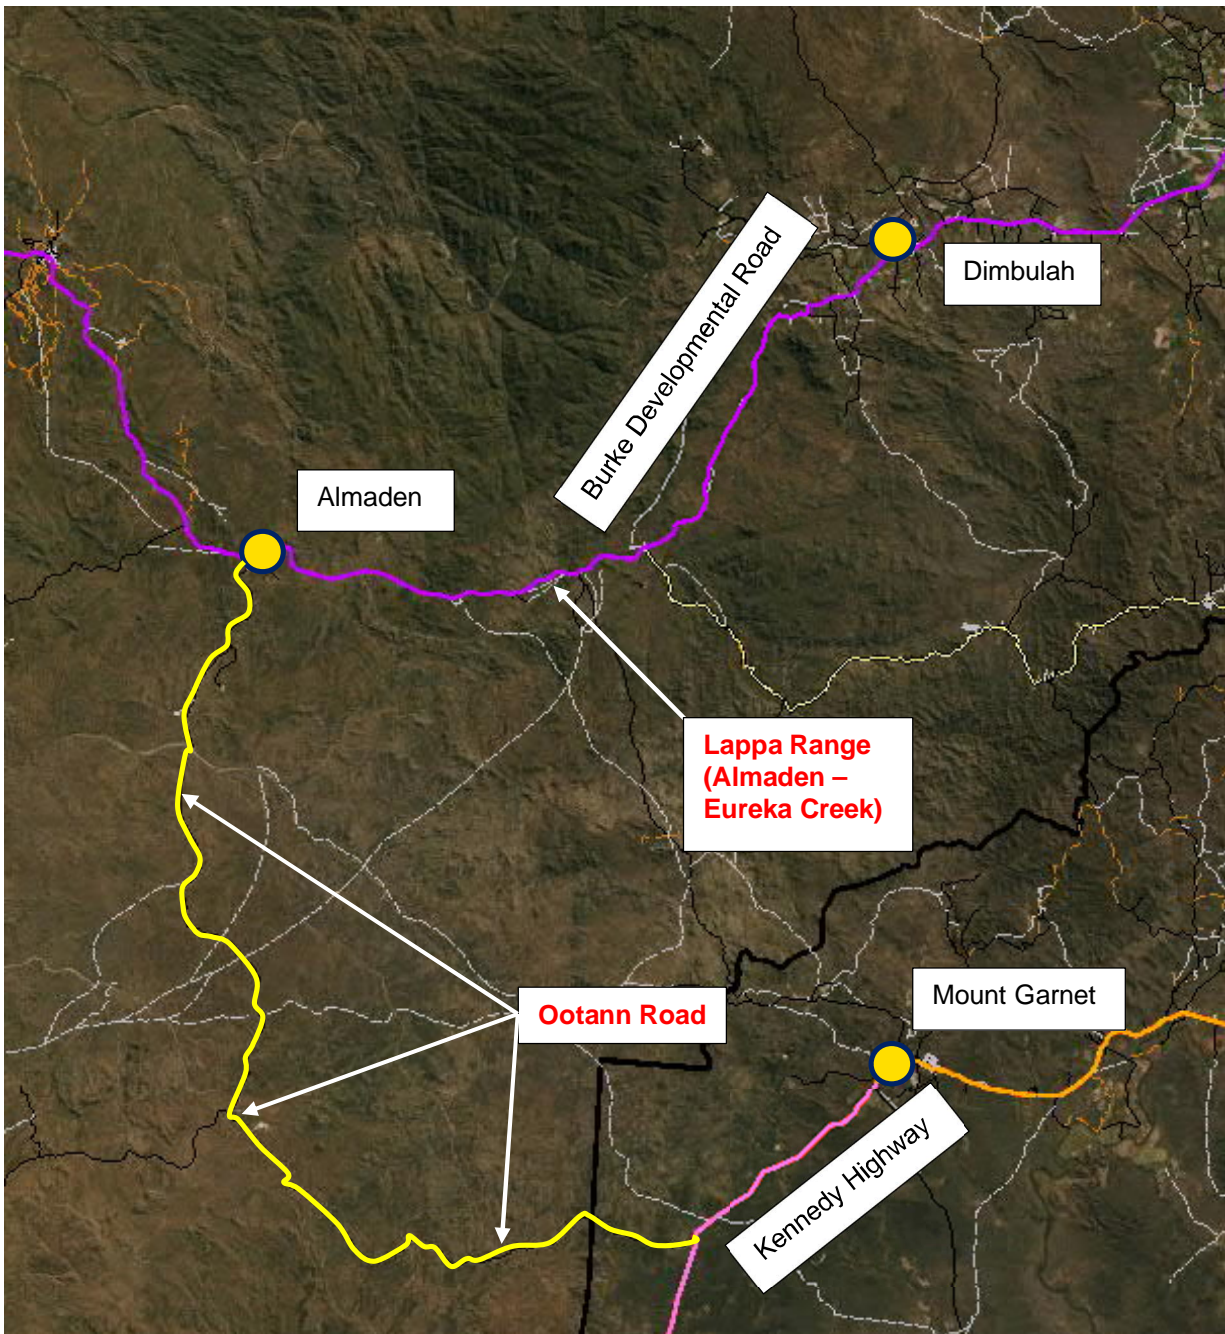 Burke Developmental Road
Dimbulah
Almaden
Lappa Range
(Almaden –
Eureka Creek)
Mount Garnet
Ootann Road
Kennedy Highway